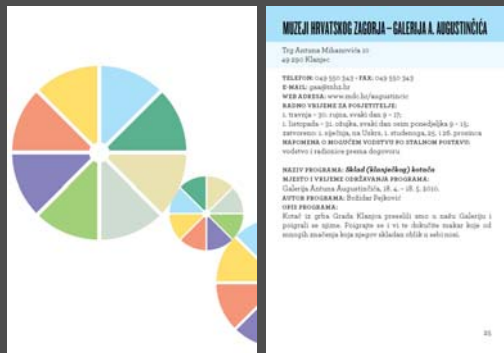 MUZEJI HRVATSKOG ZAGORJA – GALERIJA A. AUGUSTINČIĆA
Trg Antuna Mihanovića 10
49 290 Klanjec
TELEFON: 049 550 343 • FAX: 049 550 343
E-MAIL: gaa@mhz.hr
WEB ADRESA: www.mdc.hr/augustincic
RADNO VRIJEME ZA POSJETITELJE:
1. travnja – 30. rujna, svaki dan 9 – 17;
1. listopada – 31. ožujka, svaki dan osim ponedjeljka 9 – 15;
zatvoreno: 1. siječnja, na Uskrs, 1. studenoga, 25. i 26. prosinca
NAPOMENA O MOGUĆEM VODSTVU PO STALNOM POSTAVU:
vodstvo i radionice prema dogovoru
NAZIV PROGRAMA: Sklad (klanječkog) kotača
MJESTO I VRIJEME ODRŽAVANJA PROGRAMA:
Galerija Antuna Augustinčića, 18. 4. – 18. 5. 2010.
AUTOR PROGRAMA: Božidar Pejković
OPIS PROGRAMA:
Kotač iz grba Grada Klanjca preselili smo u našu Galeriju i
poigrali se njime. Poigrajte se i vi te dokučite makar koje od
mnogih značenja koja njegov skladan oblik u sebi nosi.